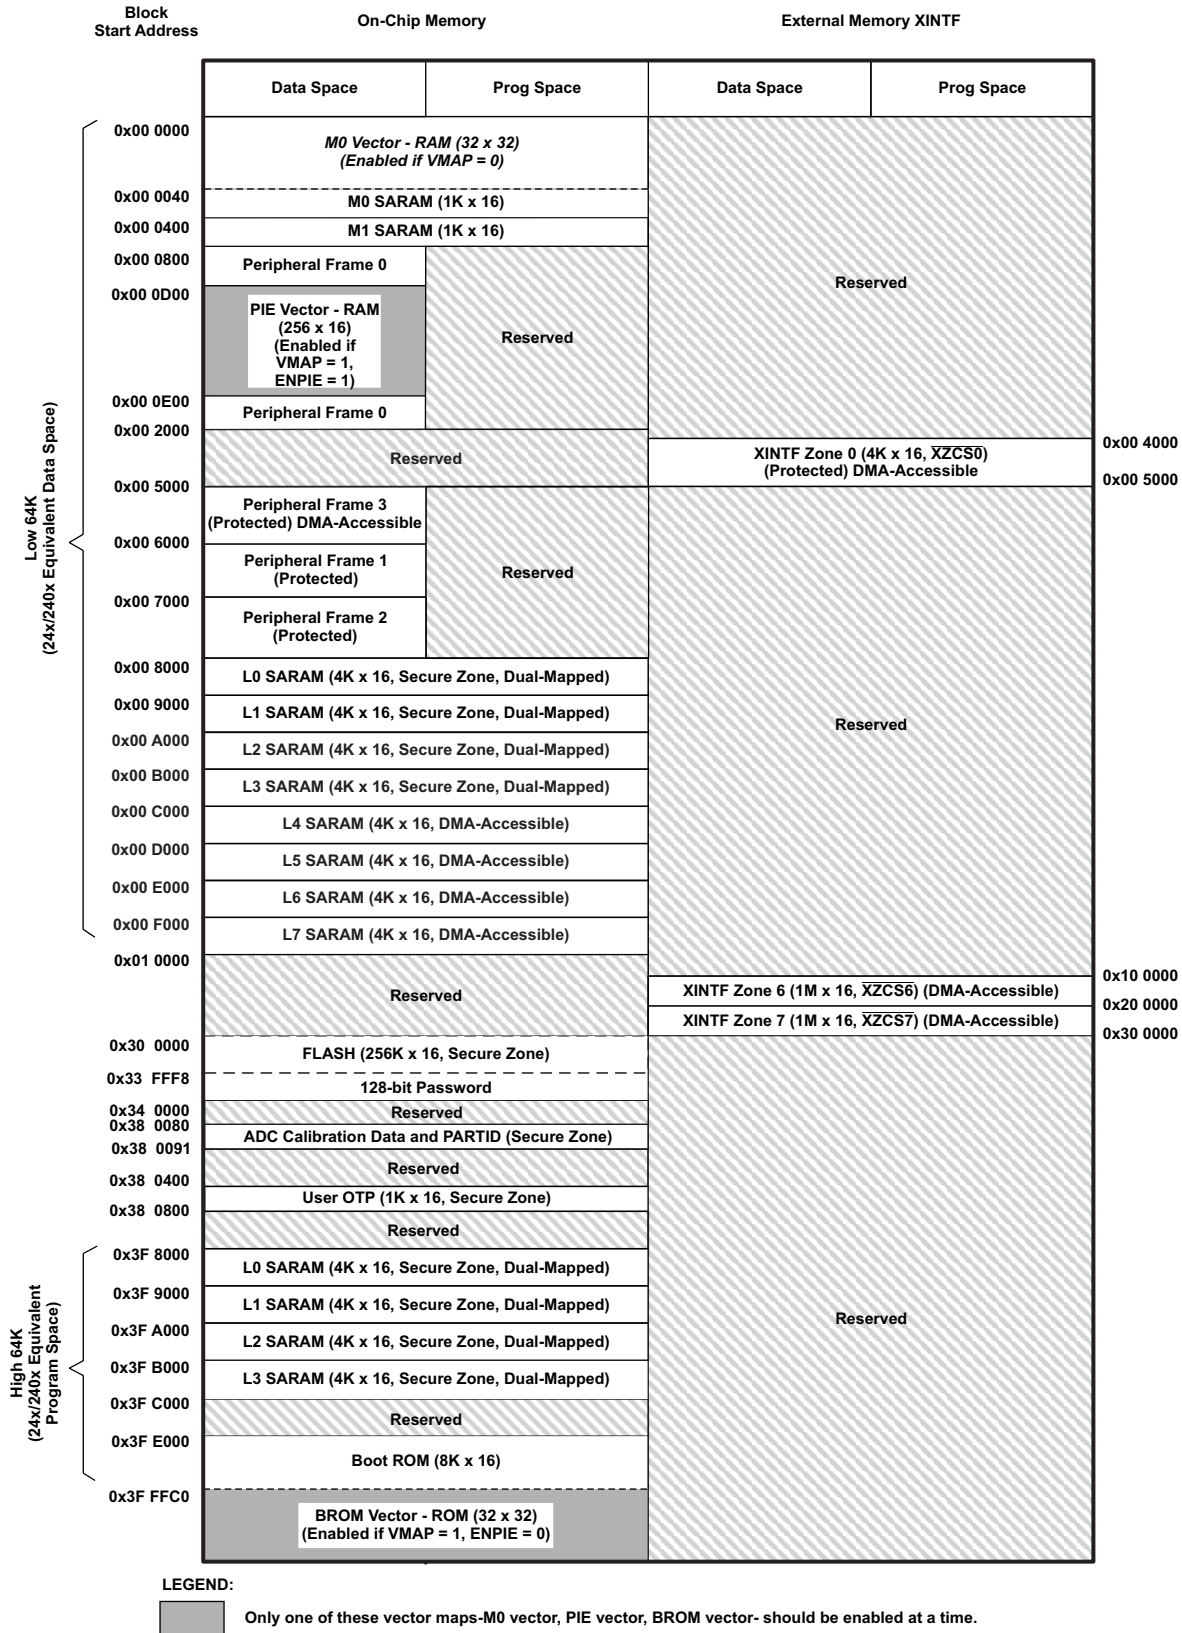 Block
Start Address
On-Chip Memory
External Memory XINTF
Data Space
Prog Space
Data Space
Prog Space
0x00 0000
M0 Vector - RAM (32 x 32)
(Enabled if VMAP = 0)
0x00 0040
M0 SARAM (1K x 16)
0x00 0400
M1 SARAM (1K x 16)
0x00 0800
Peripheral Frame 0
Reserved
Reserved
0x00 0D00
PIE Vector - RAM
(256 x 16)
(Enabled if
VMAP = 1,
ENPIE = 1)
0x00 0E00
Peripheral Frame 0
0x00 2000
Reserved
XINTF Zone 0 (4K x 16, XZCS0)
(Protected) DMA-Accessible
0x00 4000
0x00 5000
Low 64K
(24x/240x Equivalent Data Space)
0x00 5000
Peripheral Frame 3
(Protected) DMA-Accessible
0x00 6000
Peripheral Frame 1
(Protected)
Reserved
0x00 7000
Peripheral Frame 2
(Protected)
0x00 8000
L0 SARAM (4K x 16, Secure Zone, Dual-Mapped)
0x00 9000
L1 SARAM (4K x 16, Secure Zone, Dual-Mapped)
Reserved
0x00 A000
L2 SARAM (4K x 16, Secure Zone, Dual-Mapped)
0x00 B000
L3 SARAM (4K x 16, Secure Zone, Dual-Mapped)
0x00 C000
L4 SARAM (4K x 16, DMA-Accessible)
0x00 D000
L5 SARAM (4K x 16, DMA-Accessible)
0x00 E000
L6 SARAM (4K x 16, DMA-Accessible)
0x00 F000
L7 SARAM (4K x 16, DMA-Accessible)
0x01 0000
Reserved
0x10 0000
XINTF Zone 6 (1M x 16, XZCS6) (DMA-Accessible)
0x20 0000
XINTF Zone 7 (1M x 16, XZCS7) (DMA-Accessible)
0x30 0000
0x30 0000
FLASH (256K x 16, Secure Zone)
0x33 FFF8
128-bit Password
0x34 0000
Reserved
0x38 0080
ADC Calibration Data and PARTID (Secure Zone)
0x38 0091
Reserved
0x38 0400
User OTP (1K x 16, Secure Zone)
0x38 0800
Reserved
High 64K
(24x/240x Equivalent
Program Space)
0x3F 8000
L0 SARAM (4K x 16, Secure Zone, Dual-Mapped)
0x3F 9000
L1 SARAM (4K x 16, Secure Zone, Dual-Mapped)
Reserved
0x3F A000
L2 SARAM (4K x 16, Secure Zone, Dual-Mapped)
0x3F B000
L3 SARAM (4K x 16, Secure Zone, Dual-Mapped)
0x3F C000
Reserved
0x3F E000
Boot ROM (8K x 16)
0x3F FFC0
BROM Vector - ROM (32 x 32)
(Enabled if VMAP = 1, ENPIE = 0)
LEGEND:
Only one of these vector maps-M0 vector, PIE vector, BROM vector- should be enabled at a time.